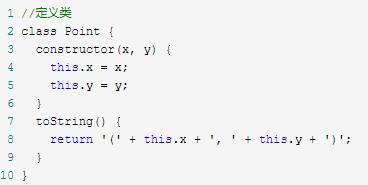 1 //定义类
2 class Point {
3   constructor(x, y) {
4     this.x = x;
5     this.y = y;
6   }
7   toString() {
8     return '(' + this.x + ', ' + this.y + ')';
9   }
10 }